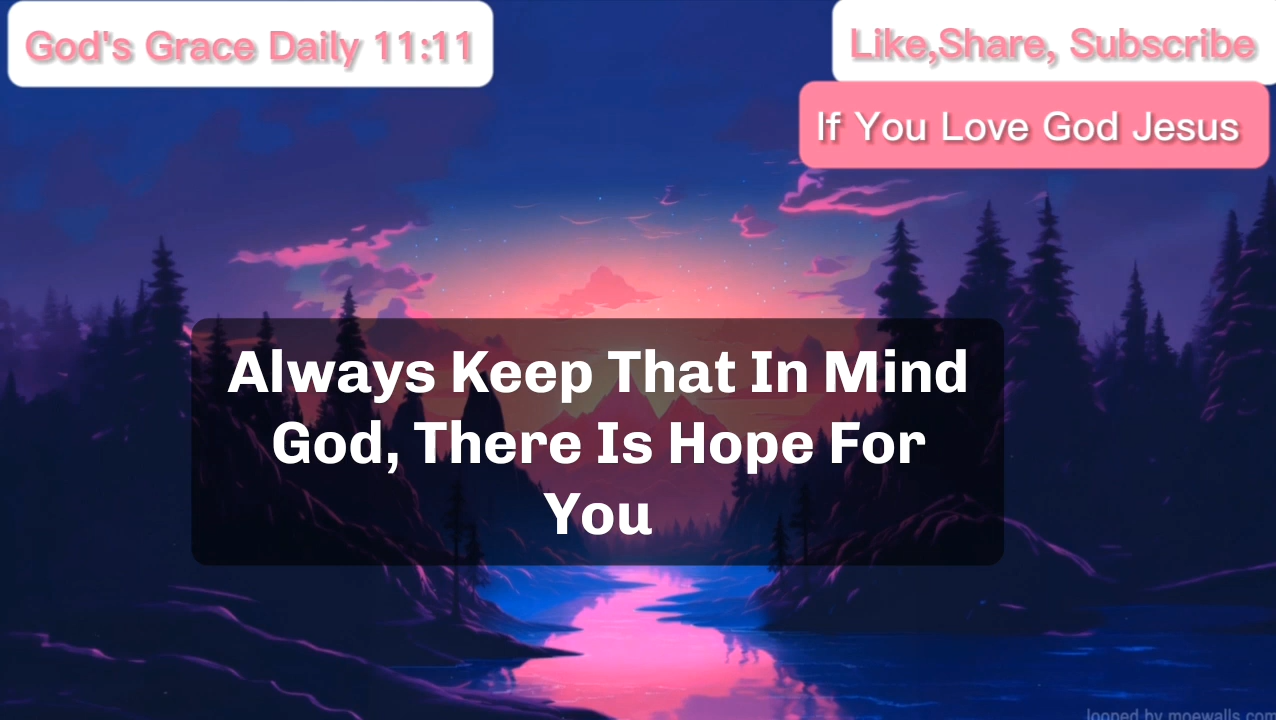 God's Grace Daily 11:11
Like,Share, Subscribe
If You Love God Jesus
Always Keep That In Mind
God, There Is Hope For
You
looped by moewalls.com